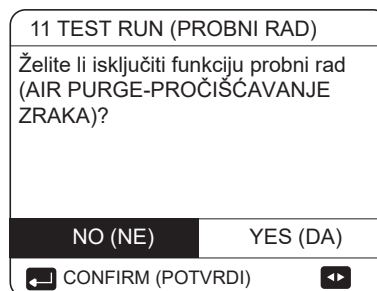 11 TEST RUN (PROBNI RAD)
Želite li isključiti funkciju probni rad
(AIR PURGE-PROČIŠĆAVANJE
ZRAKA)?
NO (NE)
YES (DA)
CONFIRM (POTVRDI)